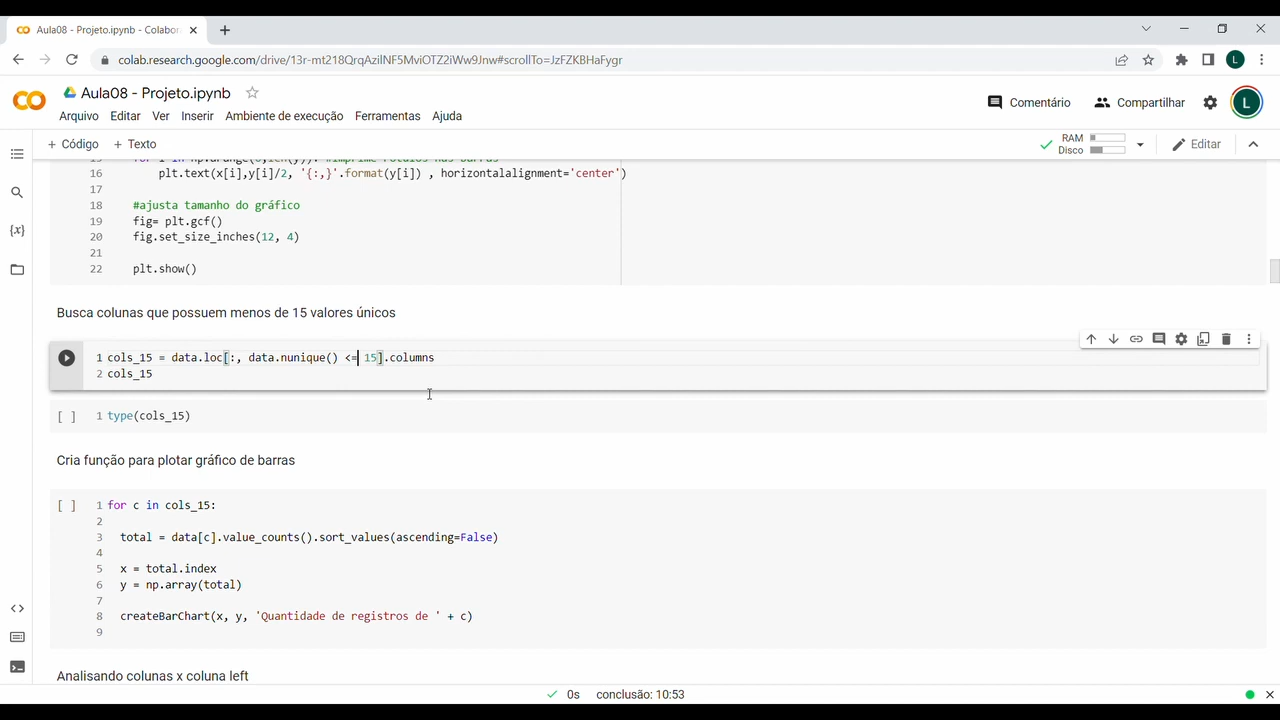 Aula08 - Projeto.ipynb - Colabor
colab.research.google.com/drive/13r-mt218QrqAzilNF5MviOTZ2iWw9Jnw#scrollTo=JzFZKBHaFygr
L
Aula08 - Projeto.ipynb
Comentário
Compartilhar
L
Arquivo Editar Ver Inserir Ambiente de execução Ferramentas Ajuda
+ Código + Texto
RAM
Disco
Editar
16 plt.text(x[i],y[i]/2, '{:,}'.format(y[i]) , horizontalalignment='center')
17
18 #ajusta tamanho do gráfico
19 fig= plt.gcf()
20 fig.set_size_inches(12, 4)
21
22 plt.show()
Busca colunas que possuem menos de 15 valores únicos
1 cols_15 = data.loc[:, data.nunique() <= 15].columns
2 cols_15
[ ] 1 type(cols_15)
Cria função para plotar gráfico de barras
[ ] 1 for c in cols_15:
2
3 total = data[c].value_counts().sort_values(ascending=False)
4
5 x = total.index
6 y = np.array(total)
7
8 createBarChart(x, y, 'Quantidade de registros de ' + c)
9
Analisando colunas x coluna left
0s conclusão: 10:53